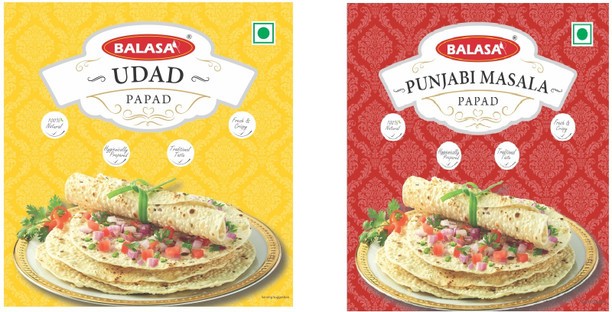 BALASA
UDAD
PAPAD
100%
Natural
Hygienically
Prepared
Traditional
Taste
Fresh &
Crispy
BALASA
PUNJABI MASALA
PAPAD
100%
Natural
Hygienically
Prepared
Traditional
Taste
Fresh &
Crispy